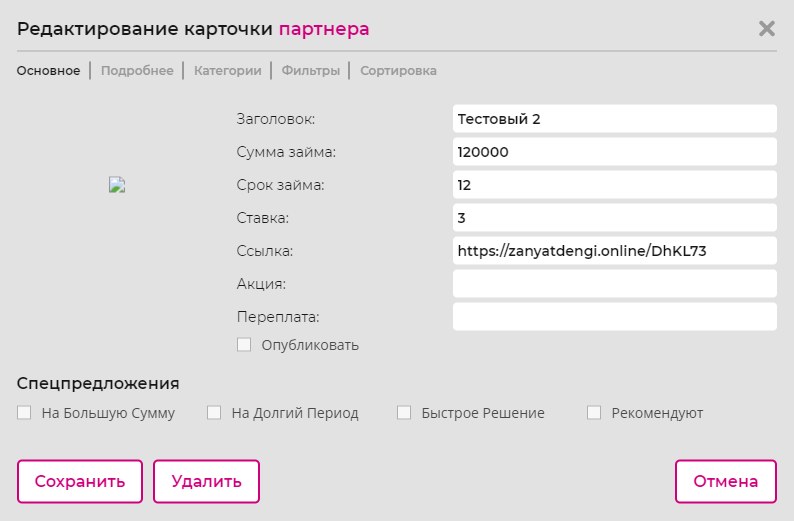 Редактирование карточки партнера
Основное Подробнее Категории Фильтры Сортировка
Заголовок: Тестовый 2
Сумма займа: 120000
Срок займа: 12
Ставка: 3
Ссылка: https://zanyatdengi.online/DhKL73
Акция:
Переплата:
Опубликовать
Спецпредложения
На Большую Сумму На Долгий Период Быстрое Решение Рекомендуют
Сохранить Удалить Отмена